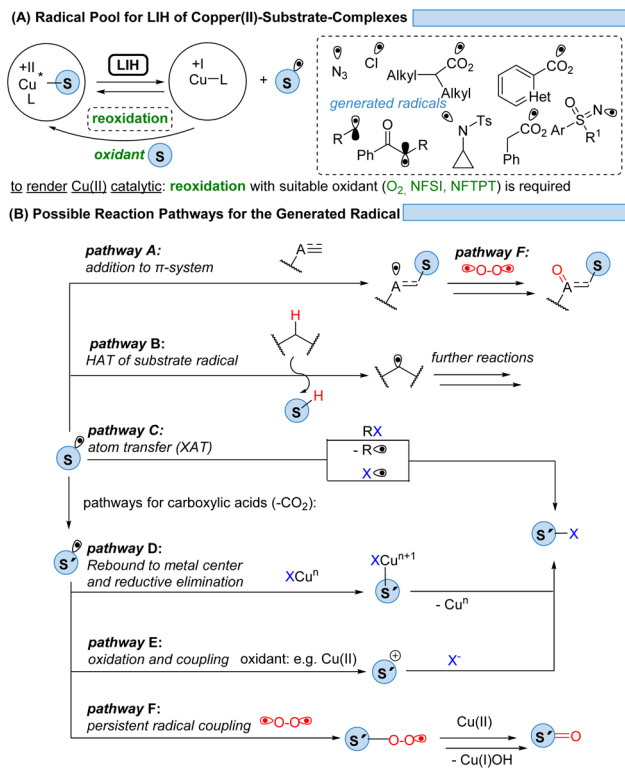 (A) Radical Pool for LIH of Copper(II)-Substrate-Complexes
+II
Cu * S
L
LIH
reoxidation
oxidant S
+I
Cu—L
+ S
N3
Cl
Alkyl CO2
Alkyl
CO2
Het
generated radicals
R
O
Ph R
N Ts
CO2
Ph
O N
Ar S
R1
to render Cu(II) catalytic: reoxidation with suitable oxidant (O2, NFSI, NFTPT) is required
(B) Possible Reaction Pathways for the Generated Radical
pathway A:
addition to π-system
A
A S
pathway F:
O-O
O
A S
pathway B:
HAT of substrate radical
H
S H
further reactions
pathway C:
atom transfer (XAT)
S
RX
- R
X
pathways for carboxylic acids (-CO2):
S′—X
S′
pathway D:
Rebound to metal center
and reductive elimination
XCuⁿ
XCuⁿ⁺¹
S′
- Cuⁿ
pathway E:
oxidation and coupling oxidant: e.g. Cu(II)
S′ ⊕
X-
pathway F:
persistent radical coupling
O-O
S′—O-O
Cu(II)
- Cu(I)OH
S′=O